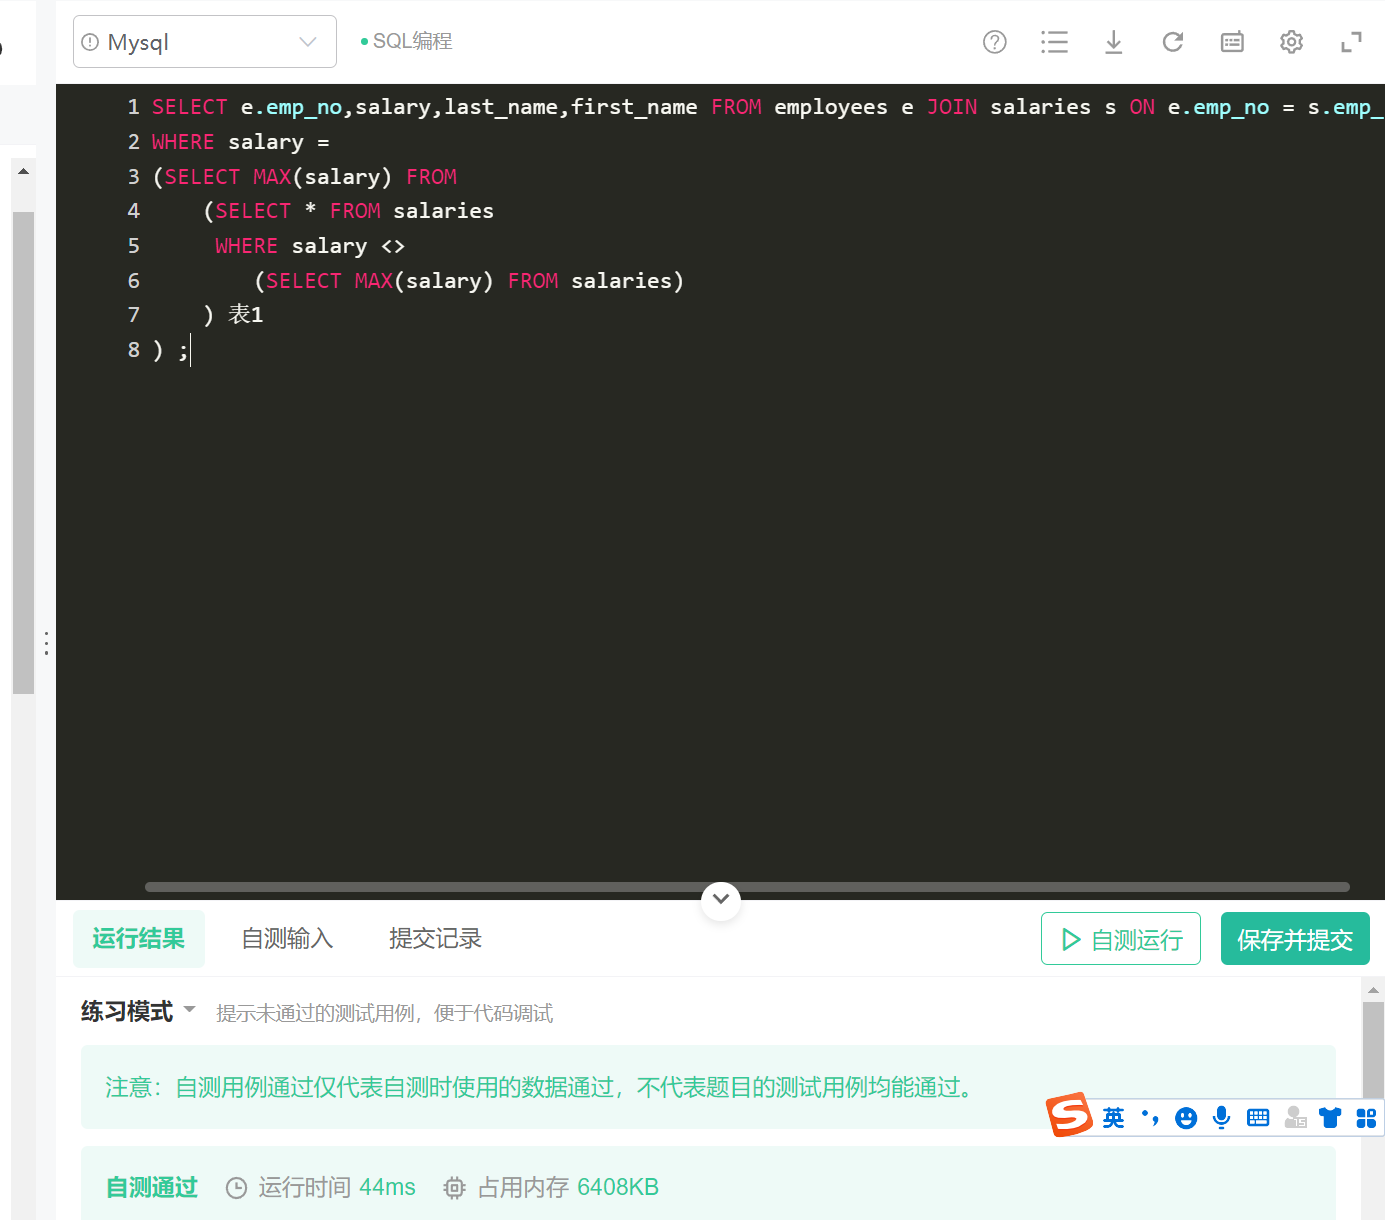 Mysql
SQL编程
1 SELECT e.emp_no,salary,last_name,first_name FROM employees e JOIN salaries s ON e.emp_no = s.emp_
2 WHERE salary =
3 (SELECT MAX(salary) FROM
4 (SELECT * FROM salaries
5 WHERE salary <>
6 (SELECT MAX(salary) FROM salaries)
7 ) 表1
8 ) ;
运行结果 自测输入 提交记录 自测运行 保存并提交
练习模式 提示未通过的测试用例，便于代码调试
注意：自测用例通过仅代表自测时使用的数据通过，不代表题目的测试用例均能通过。
英
自测通过 运行时间 44ms 占用内存 6408KB